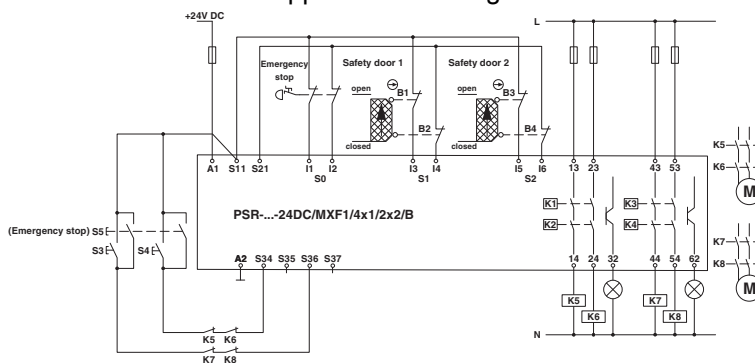 +24V DC
L
Emergency
stop
Safety door 1
Safety door 2
open
B1
open
B3
B2
B4
closed
closed
K5
K6
M
A1 S11 S21 I1 I2 I3 I4 I5 I6 13 23 43 53
S0 S1 S2
K1 K3
K2 K4
PSR-...-24DC/MXF1/4x1/2x2/B
(Emergency stop) S5
S3 S4
K7
K8
M
A2 S34 S35 S36 S37 14 24 32 44 54 62
K5 K7
K6 K8
K5 K6
N
K7 K8